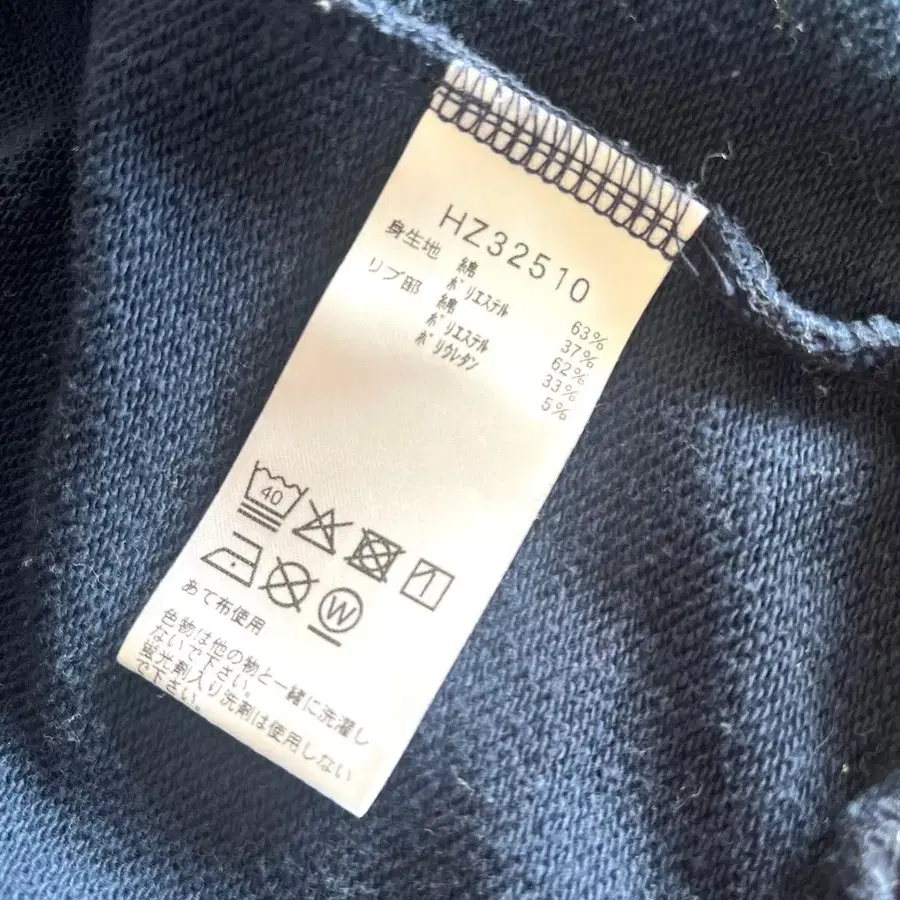 HZ32510
身生地 綿 63%
ポリエステル 37%
リブ部 綿 62%
ポリエステル 33%
ポリウレタン 5%
40
W
あて布使用
色物は他の物と一緒に洗濯し
ないで下さい。
蛍光剤入り洗剤は使用しない
で下さい。